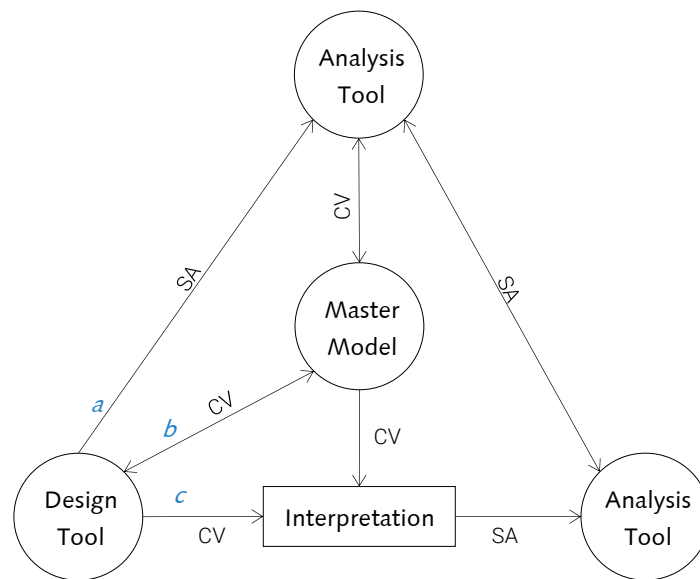 Analysis
Tool
CV
SA
SA
Master
Model
a
CV
b
CV
c
Design
Tool
CV
Interpretation
SA
Analysis
Tool